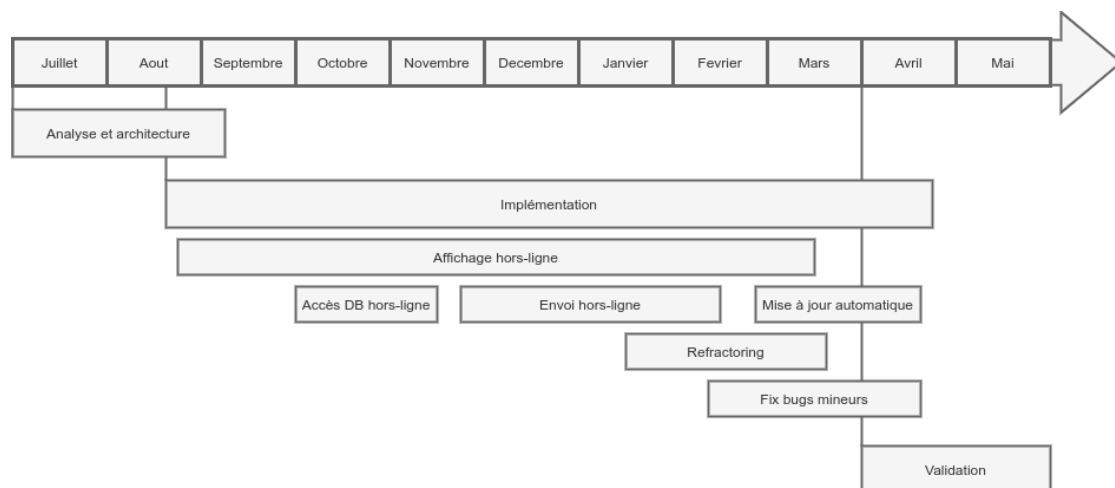 Juillet Aout Septembre Octobre Novembre Decembre Janvier Fevrier Mars Avril Mai
Analyse et architecture
Implémentation
Affichage hors-ligne
Accès DB hors-ligne Envoi hors-ligne Mise à jour automatique
Refractoring
Fix bugs mineurs
Validation